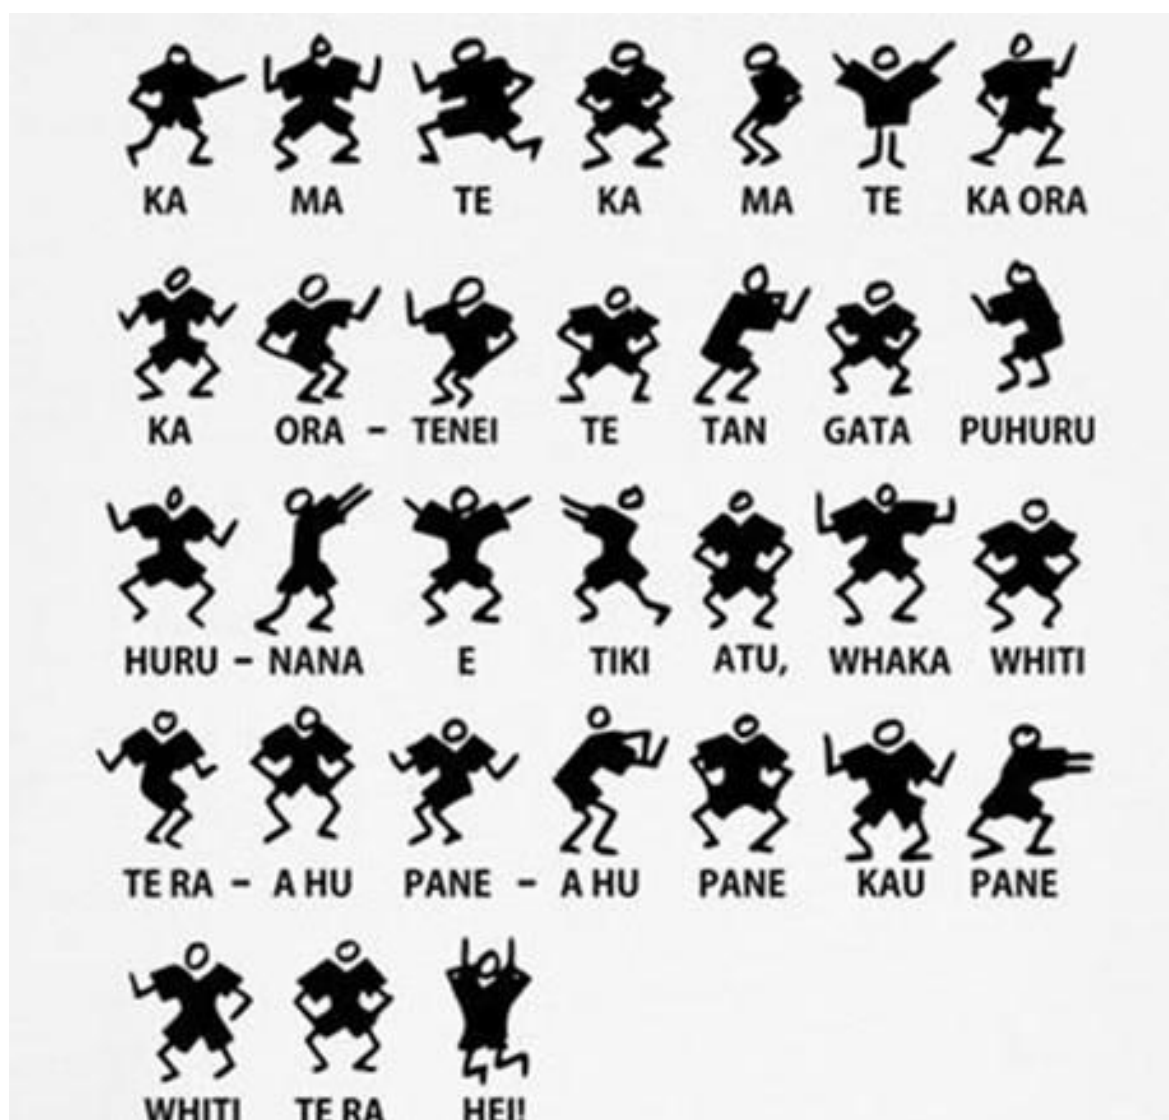 KA MA TE KA MA TE KA ORA
KA ORA – TENEI TE TAN GATA PUHURU
HURU – NANA E TIKI ATU, WHAKA WHITI
TE RA – A HU PANE – A HU PANE KAU PANE
WHITI TE RA HEI!